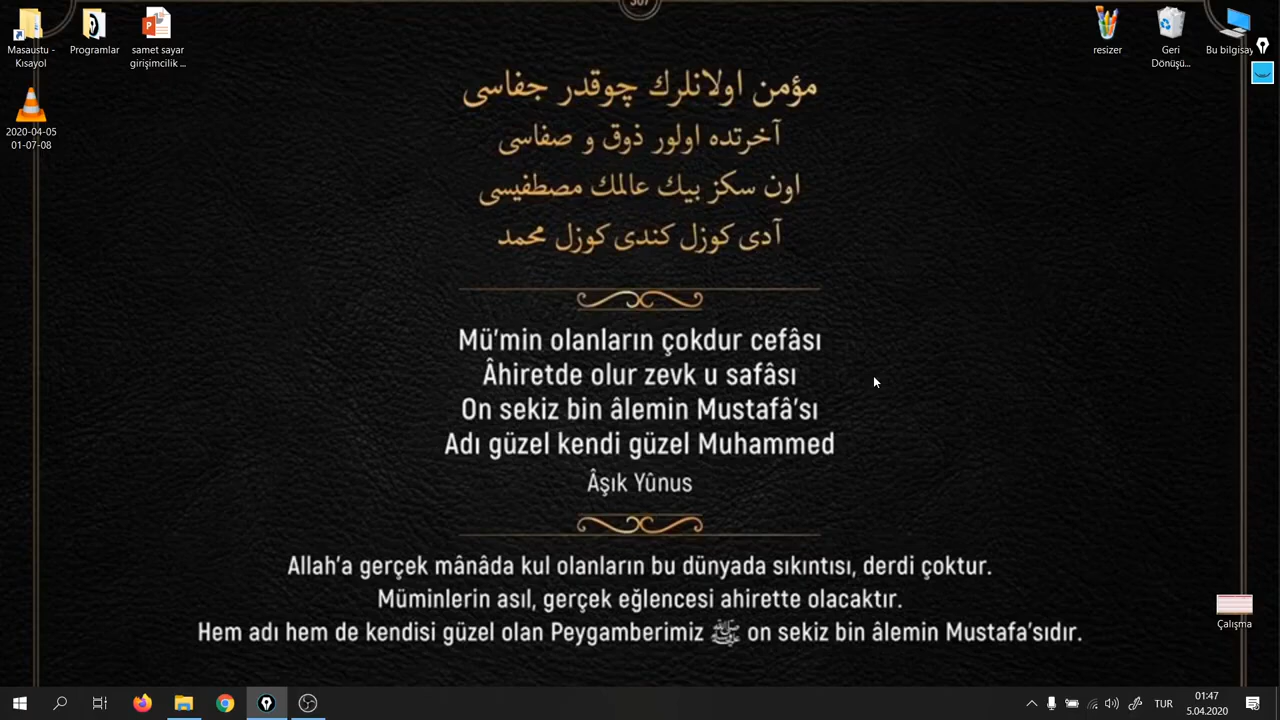 307
Masaustu -
Kısayol
Programlar
samet sayar
girişimcilik ...
resizer
Geri
Dönüşü...
Bu bilgisay
2020-04-05
01-07-08
مؤمن اولانلرك چوقدر جفاسی
آخرتده اولور ذوق و صفاسی
اون سكز بيك عالمك مصطفیسی
آدی كوزل كندی كوزل محمد
Mü’min olanların çokdur cefâsı
Âhiretde olur zevk u safâsı
On sekiz bin âlemin Mustafâ’sı
Adı güzel kendi güzel Muhammed
Âşık Yûnus
Allah’a gerçek mânâda kul olanların bu dünyada sıkıntısı, derdi çoktur.
Müminlerin asıl, gerçek eğlencesi ahirette olacaktır.
Hem adı hem de kendisi güzel olan Peygamberimiz ﷺ on sekiz bin âlemin Mustafa’sıdır.
Çalışma
TUR
01:47
5.04.2020